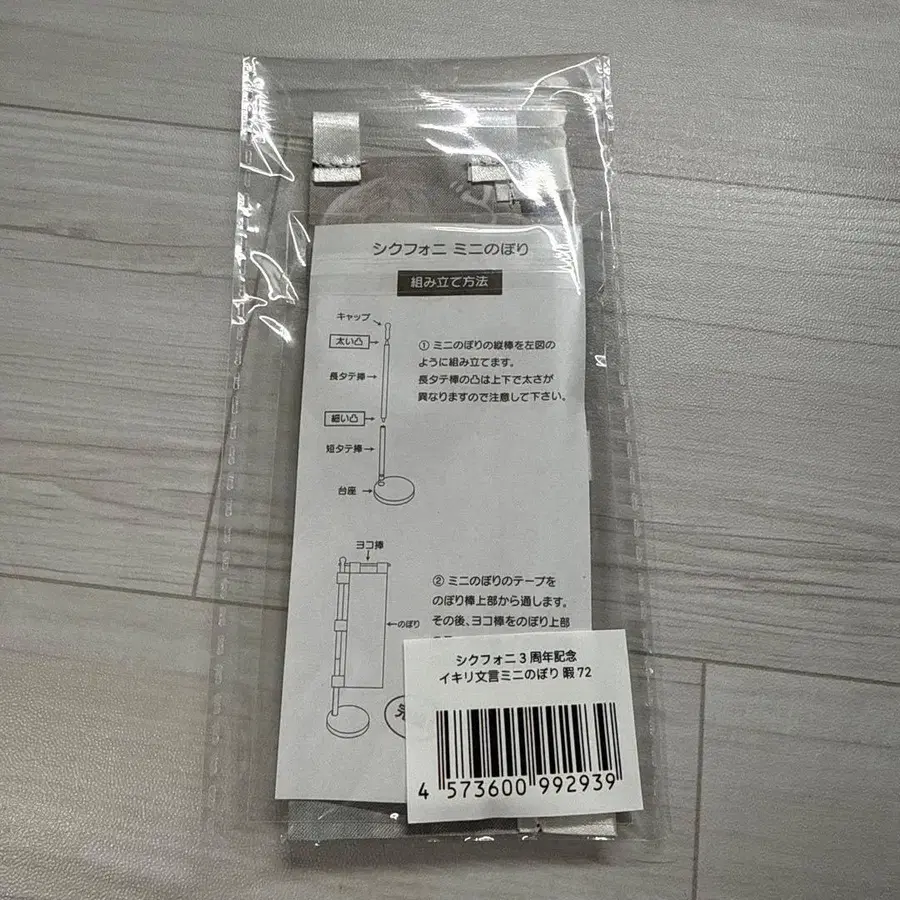 シクフォニ ミニのぼり
組み立て方法
キャップ
太い凸
長タテ棒
細い凸
短タテ棒
台座
① ミニのぼりの縦棒を左図の
ように組み立てます。
長タテ棒の凸は上下で太さが
異なりますので注意して下さい。
ヨコ棒
のぼり
② ミニのぼりのテープを
のぼり棒上部から通します。
その後、ヨコ棒をのぼり上部
シクフォニ3周年記念
イキリ文言ミニのぼり 暇72
4 573600 992939